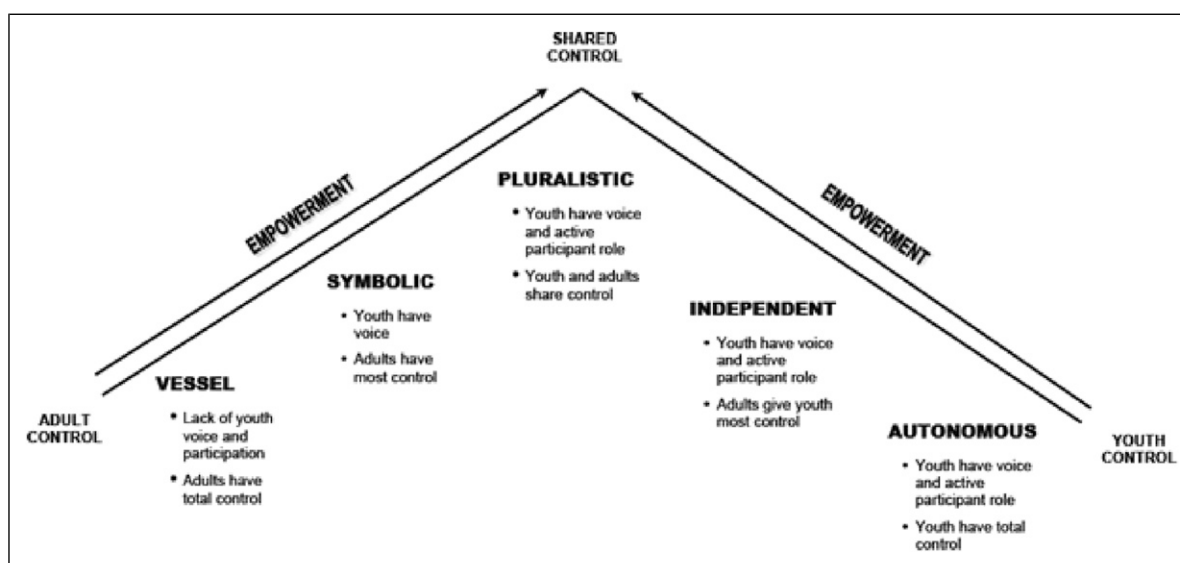 SHARED
CONTROL
EMPOWERMENT
EMPOWERMENT
PLURALISTIC
• Youth have voice
and active
participant role
• Youth and adults
share control
SYMBOLIC
• Youth have
voice
• Adults have
most control
INDEPENDENT
• Youth have voice
and active
participant role
• Adults give youth
most control
VESSEL
• Lack of youth
voice and
participation
• Adults have
total control
ADULT
CONTROL
AUTONOMOUS
• Youth have voice
and active
participant role
• Youth have total
control
YOUTH
CONTROL